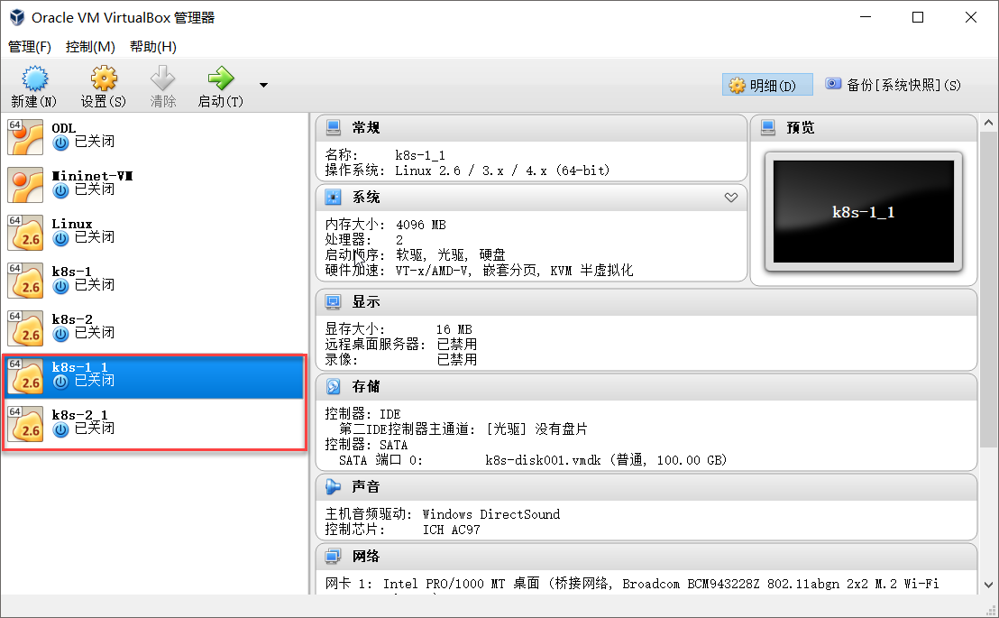 Oracle VM VirtualBox 管理器
管理(F) 控制(M) 帮助(H)
新建(N) 设置(S) 清除 启动(T) 明细(D) 备份[系统快照](S)
64
ODL
已关闭
Mininet-VM
已关闭
64
2.6
Linux
已关闭
64
2.6
k8s-1
已关闭
64
2.6
k8s-2
已关闭
64
2.6
k8s-1_1
已关闭
64
2.6
k8s-2_1
已关闭
常规
名称: k8s-1_1
操作系统: Linux 2.6 / 3.x / 4.x (64-bit)
预览
k8s-1_1
系统
内存大小: 4096 MB
处理器: 2
启动顺序: 软驱, 光驱, 硬盘
硬件加速: VT-x/AMD-V, 嵌套分页, KVM 半虚拟化
显示
显存大小: 16 MB
远程桌面服务器: 已禁用
录像: 已禁用
存储
控制器: IDE
第二IDE控制器主通道: [光驱] 没有盘片
控制器: SATA
SATA 端口 0: k8s-disk001.vmdk (普通, 100.00 GB)
声音
主机音频驱动: Windows DirectSound
控制芯片: ICH AC97
网络
网卡 1: Intel PRO/1000 MT 桌面 (桥接网络, Broadcom BCM943228Z 802.11abgn 2x2 M.2 Wi-Fi